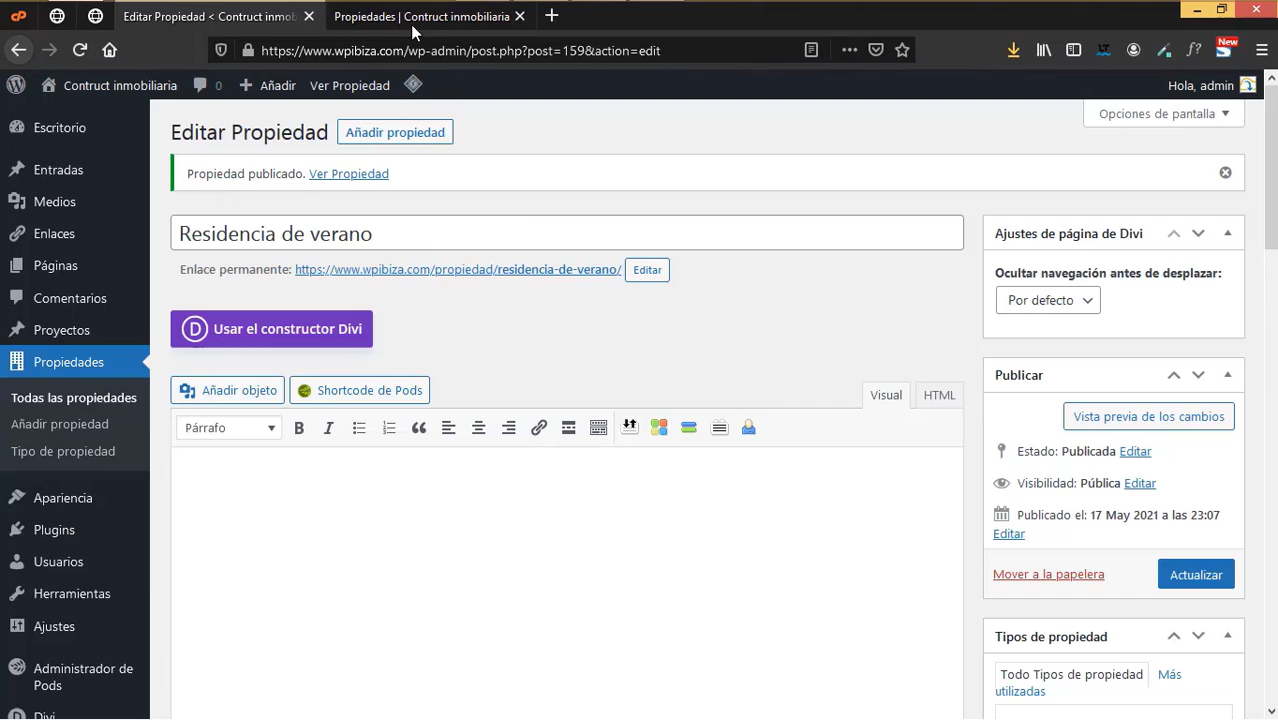 Editar Propiedad < Contruct inmob
Propiedades | Contruct inmobiliaria
https://www.wpibiza.com/wp-admin/post.php?post=159&action=edit
New
Contruct inmobiliaria
0
Añadir
Ver Propiedad
Hola, admin
Escritorio
Entradas
Medios
Enlaces
Páginas
Comentarios
Proyectos
Propiedades
Todas las propiedades
Añadir propiedad
Tipo de propiedad
Apariencia
Plugins
Usuarios
Herramientas
Ajustes
Administrador de
Pods
Divi
Editar Propiedad
Añadir propiedad
Opciones de pantalla
Propiedad publicado. Ver Propiedad
Residencia de verano
Enlace permanente: https://www.wpibiza.com/propiedad/residencia-de-verano/ Editar
D Usar el constructor Divi
Añadir objeto
Shortcode de Pods
Visual
HTML
Párrafo
Ajustes de página de Divi
Ocultar navegación antes de desplazar:
Por defecto
Publicar
Vista previa de los cambios
Estado: Publicada Editar
Visibilidad: Pública Editar
Publicado el: 17 May 2021 a las 23:07
Editar
Mover a la papelera
Actualizar
Tipos de propiedad
Todo Tipos de propiedad
Más
utilizadas